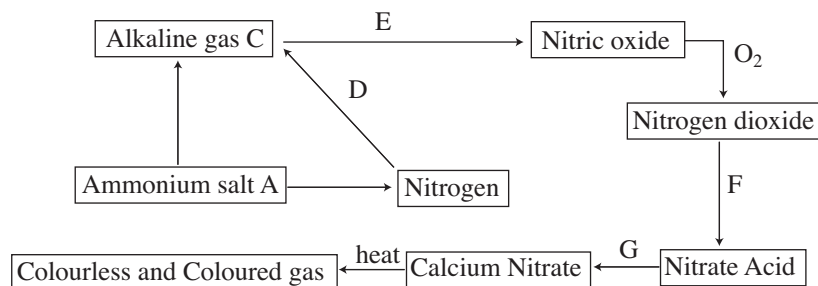 Alkaline gas C
E
Nitric oxide
O₂
D
Nitrogen dioxide
Ammonium salt A
Nitrogen
F
Colourless and Coloured gas
heat
Calcium Nitrate
G
Nitrate Acid